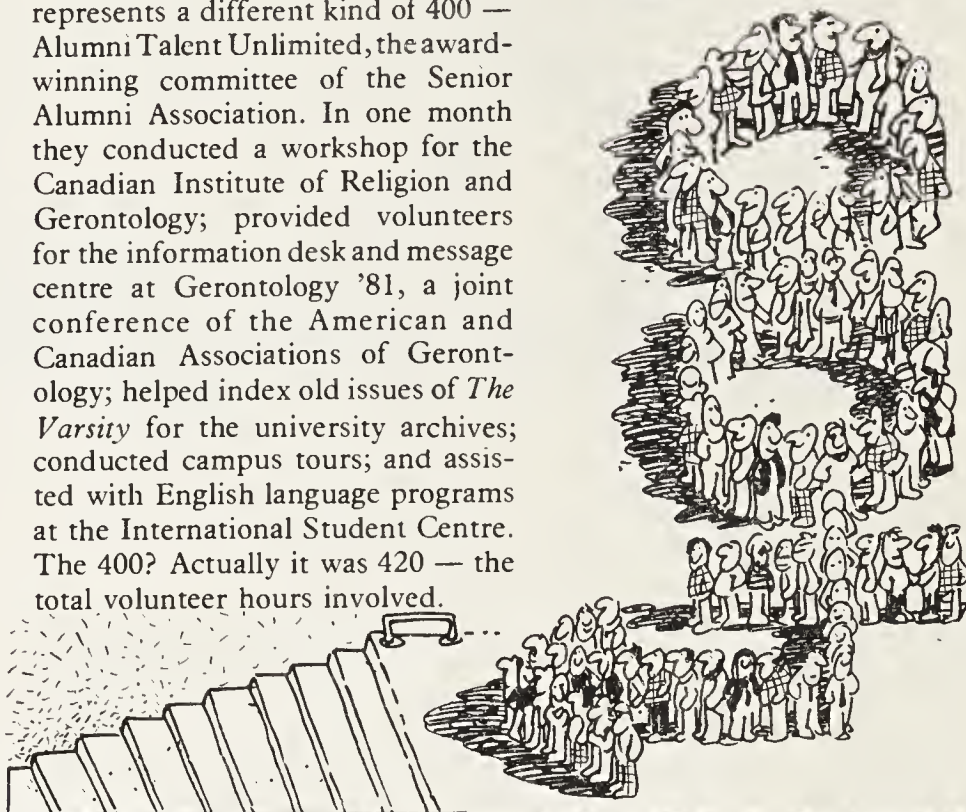 represents a different kind of 400 —
Alumni Talent Unlimited, the award-
winning committee of the Senior
Alumni Association. In one month
they conducted a workshop for the
Canadian Institute of Religion and
Gerontology; provided volunteers
for the information desk and message
centre at Gerontology '81, a joint
conference of the American and
Canadian Associations of Geront-
ology; helped index old issues of The
Varsity for the university archives;
conducted campus tours; and assis-
ted with English language programs
at the International Student Centre.
The 400? Actually it was 420 — the
total volunteer hours involved.